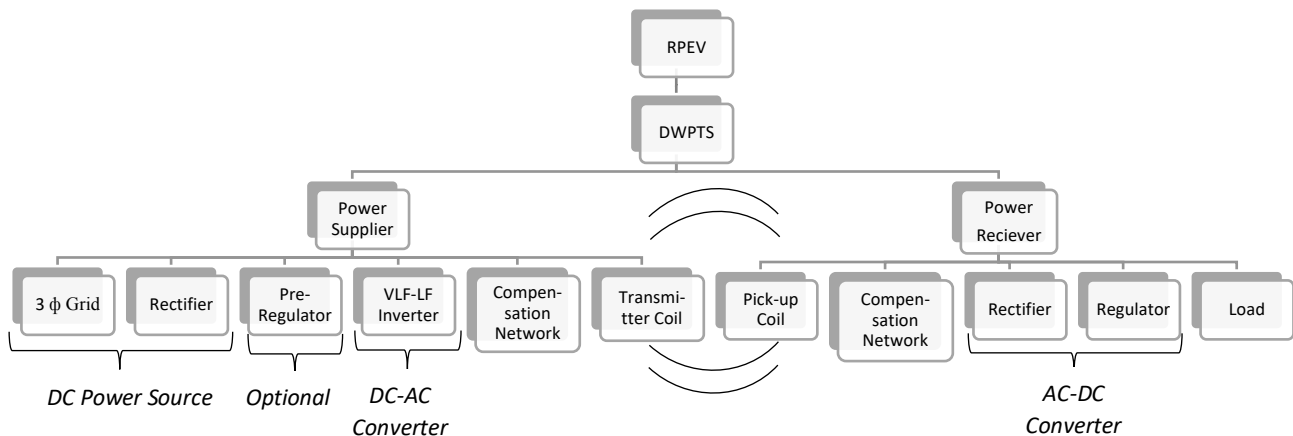 RPEV
DWPTS
Power
Supplier
Power
Reciever
3 ϕ Grid
Rectifier
Pre-
Regulator
VLF-LF
Inverter
Compen-
sation
Network
Transmi-
tter Coil
Pick-up
Coil
Compen-
sation
Network
Rectifier
Regulator
Load
DC Power Source
Optional
DC-AC
Converter
AC-DC
Converter